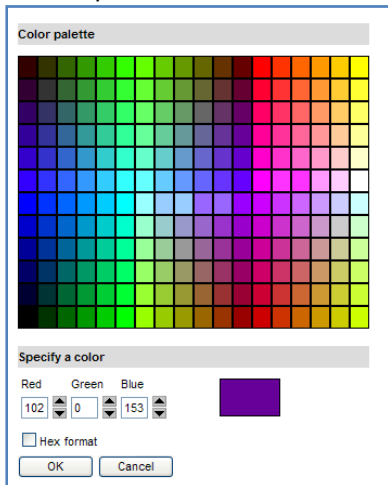 Color palette
Specify a color
Red Green Blue
102 0 153
Hex format
OK Cancel